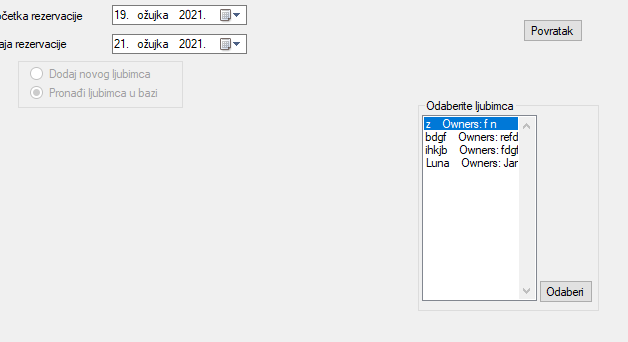 očetka rezervacije
19. ožujka 2021.
Povratak
aja rezervacije
21. ožujka 2021.
Dodaj novog ljubimca
Pronađi ljubimca u bazi
Odaberite ljubimca
z Owners: f n
bdgf Owners: refd
ihkjb Owners: fdgf
Luna Owners: Jar
Odaberi